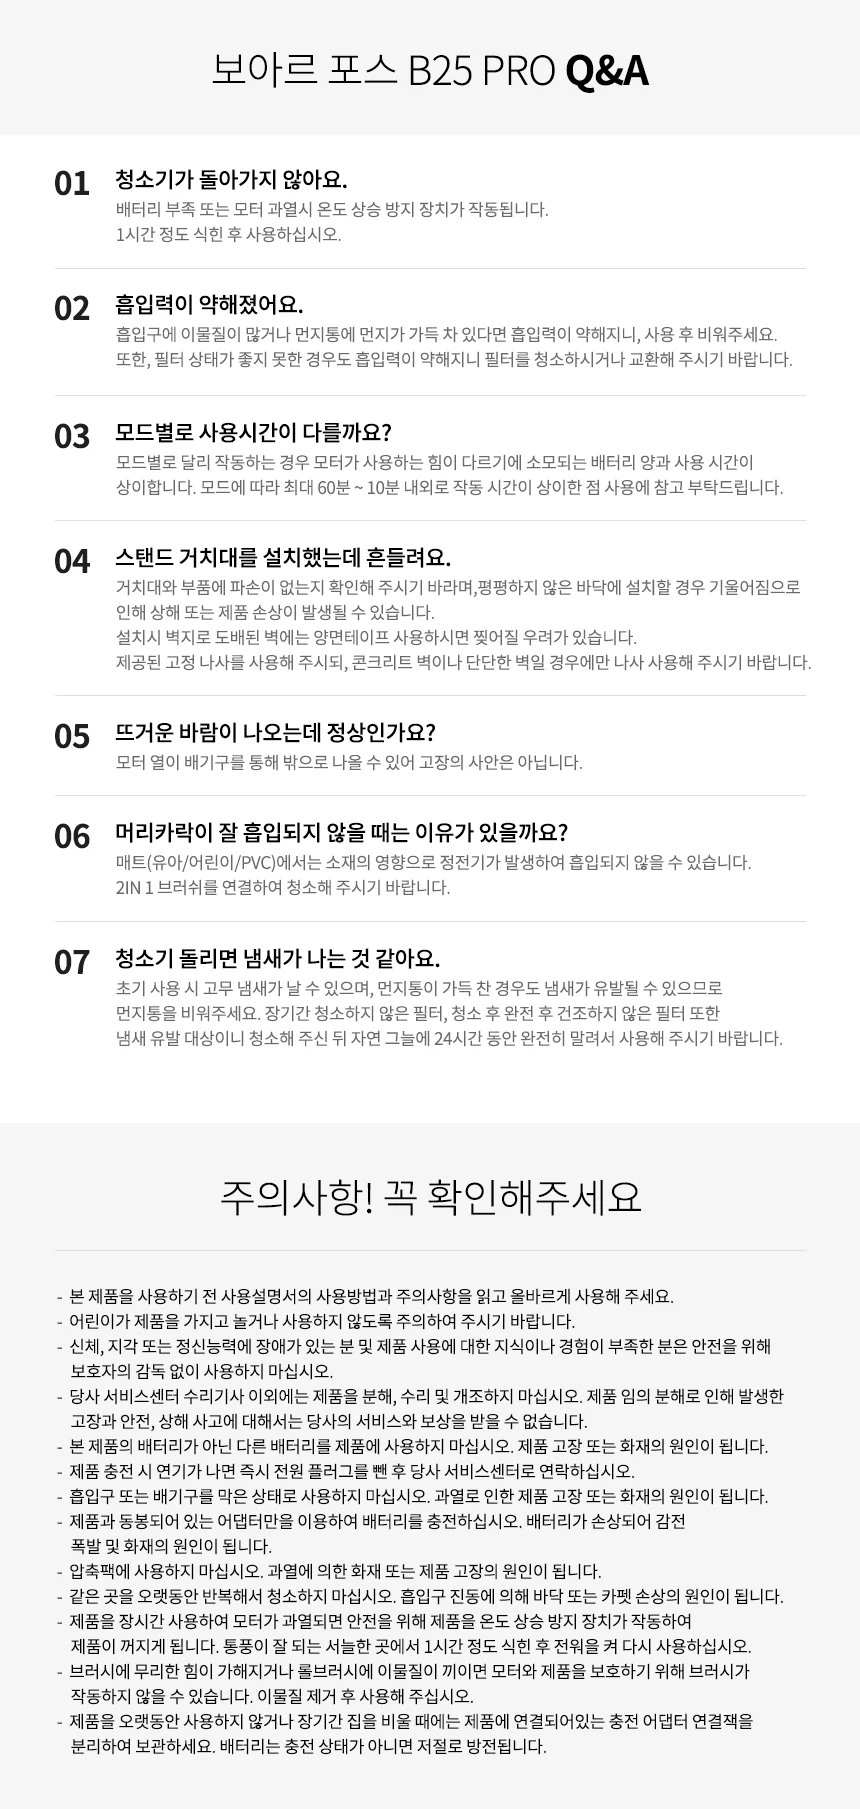 보아르 포스 B25 PRO Q&A
01 청소기가 돌아가지 않아요.
배터리 부족 또는 모터 과열시 온도 상승 방지 장치가 작동됩니다.
1시간 정도 식힌 후 사용하십시오.
02 흡입력이 약해졌어요.
흡입구에 이물질이 많거나 먼지통에 먼지가 가득 차 있다면 흡입력이 약해지니, 사용 후 비워주세요.
또한, 필터 상태가 좋지 못한 경우도 흡입력이 약해지니 필터를 청소하시거나 교환해 주시기 바랍니다.
03 모드별로 사용시간이 다를까요?
모드별로 달리 작동하는 경우 모터가 사용하는 힘이 다르기에 소모되는 배터리 양과 사용 시간이
상이합니다. 모드에 따라 최대 60분 ~ 10분 내외로 작동 시간이 상이한 점 사용에 참고 부탁드립니다.
04 스탠드 거치대를 설치했는데 흔들려요.
거치대와 부품에 파손이 없는지 확인해 주시기 바라며,평평하지 않은 바닥에 설치할 경우 기울어짐으로
인해 상해 또는 제품 손상이 발생될 수 있습니다.
설치시 벽지로 도배된 벽에는 양면테이프 사용하시면 찢어질 우려가 있습니다.
제공된 고정 나사를 사용해 주시되, 콘크리트 벽이나 단단한 벽일 경우에만 나사 사용해 주시기 바랍니다.
05 뜨거운 바람이 나오는데 정상인가요?
모터 열이 배기구를 통해 밖으로 나올 수 있어 고장의 사안은 아닙니다.
06 머리카락이 잘 흡입되지 않을 때는 이유가 있을까요?
매트(유아/어린이/PVC)에서는 소재의 영향으로 정전기가 발생하여 흡입되지 않을 수 있습니다.
2IN 1 브러쉬를 연결하여 청소해 주시기 바랍니다.
07 청소기 돌리면 냄새가 나는 것 같아요.
초기 사용 시 고무 냄새가 날 수 있으며, 먼지통이 가득 찬 경우도 냄새가 유발될 수 있으므로
먼지통을 비워주세요. 장기간 청소하지 않은 필터, 청소 후 완전 후 건조하지 않은 필터 또한
냄새 유발 대상이니 청소해 주신 뒤 자연 그늘에 24시간 동안 완전히 말려서 사용해 주시기 바랍니다.
주의사항! 꼭 확인해주세요
- 본 제품을 사용하기 전 사용설명서의 사용방법과 주의사항을 읽고 올바르게 사용해 주세요.
- 어린이가 제품을 가지고 놀거나 사용하지 않도록 주의하여 주시기 바랍니다.
- 신체, 지각 또는 정신능력에 장애가 있는 분 및 제품 사용에 대한 지식이나 경험이 부족한 분은 안전을 위해
보호자의 감독 없이 사용하지 마십시오.
- 당사 서비스센터 수리기사 이외에는 제품을 분해, 수리 및 개조하지 마십시오. 제품 임의 분해로 인해 발생한
고장과 안전, 상해 사고에 대해서는 당사의 서비스와 보상을 받을 수 없습니다.
- 본 제품의 배터리가 아닌 다른 배터리를 제품에 사용하지 마십시오. 제품 고장 또는 화재의 원인이 됩니다.
- 제품 충전 시 연기가 나면 즉시 전원 플러그를 뺀 후 당사 서비스센터로 연락하십시오.
- 흡입구 또는 배기구를 막은 상태로 사용하지 마십시오. 과열로 인한 제품 고장 또는 화재의 원인이 됩니다.
- 제품과 동봉되어 있는 어댑터만을 이용하여 배터리를 충전하십시오. 배터리가 손상되어 감전
폭발 및 화재의 원인이 됩니다.
- 압축팩에 사용하지 마십시오. 과열에 의한 화재 또는 제품 고장의 원인이 됩니다.
- 같은 곳을 오랫동안 반복해서 청소하지 마십시오. 흡입구 진동에 의해 바닥 또는 카펫 손상의 원인이 됩니다.
- 제품을 장시간 사용하여 모터가 과열되면 안전을 위해 제품을 온도 상승 방지 장치가 작동하여
제품이 꺼지게 됩니다. 통풍이 잘 되는 서늘한 곳에서 1시간 정도 식힌 후 전워을 켜 다시 사용하십시오.
- 브러시에 무리한 힘이 가해지거나 롤브러시에 이물질이 끼이면 모터와 제품을 보호하기 위해 브러시가
작동하지 않을 수 있습니다. 이물질 제거 후 사용해 주십시오.
- 제품을 오랫동안 사용하지 않거나 장기간 집을 비울 때에는 제품에 연결되어있는 충전 어댑터 연결잭을
분리하여 보관하세요. 배터리는 충전 상태가 아니면 저절로 방전됩니다.